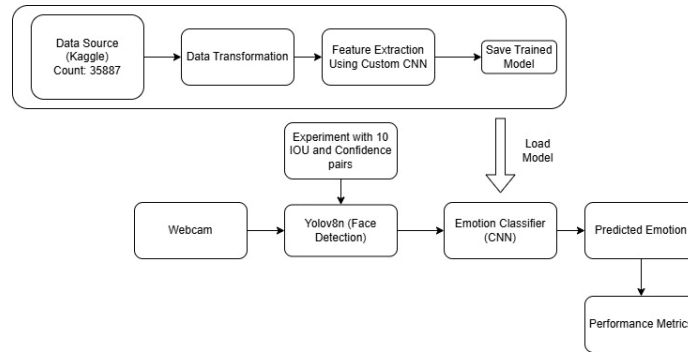 Data Source
(Kaggle)
Count: 35887
Data Transformation
Feature Extraction
Using Custom CNN
Save Trained
Model
Experiment with 10
IOU and Confidence
pairs
Load
Model
Webcam
Yolov8n (Face
Detection)
Emotion Classifier
(CNN)
Predicted Emotion
Performance Metrics